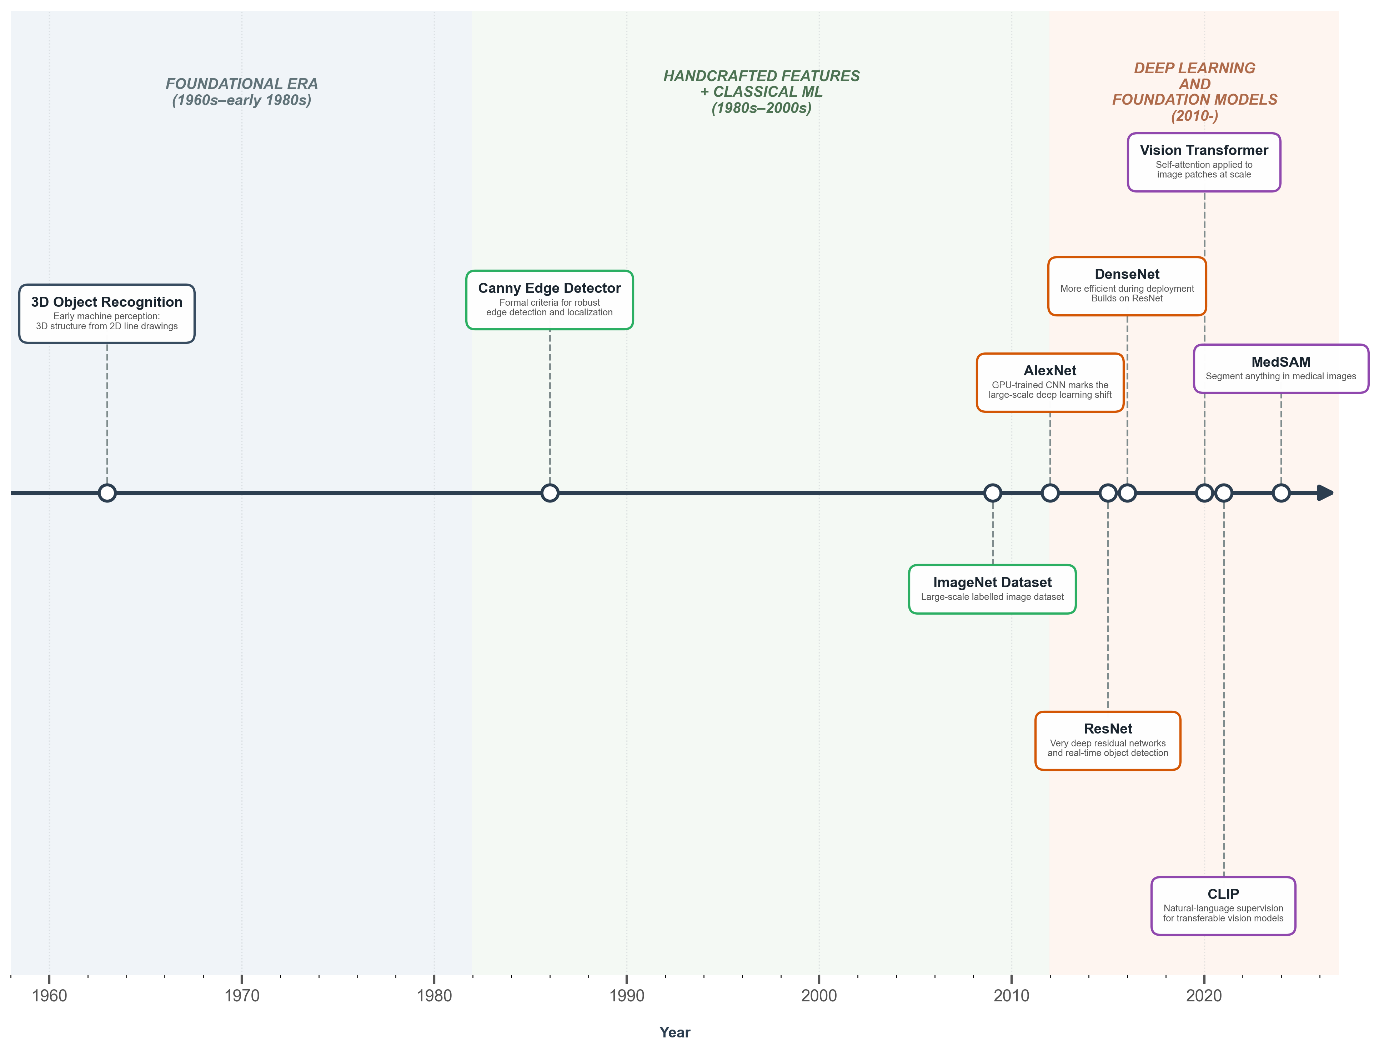 FOUNDATIONAL ERA
(1960s–early 1980s)
HANDCRAFTED FEATURES
+ CLASSICAL ML
(1980s–2000s)
DEEP LEARNING
AND
FOUNDATION MODELS
(2010-)
Vision Transformer
Self-attention applied to
image patches at scale
3D Object Recognition
Early machine perception:
3D structure from 2D line drawings
Canny Edge Detector
Formal criteria for robust
edge detection and localization
DenseNet
More efficient during deployment
Builds on ResNet
AlexNet
GPU-trained CNN marks the
large-scale deep learning shift
MedSAM
Segment anything in medical images
ImageNet Dataset
Large-scale labelled image dataset
ResNet
Very deep residual networks
and real-time object detection
CLIP
Natural-language supervision
for transferable vision models
1960 1970 1980 1990 2000 2010 2020
Year